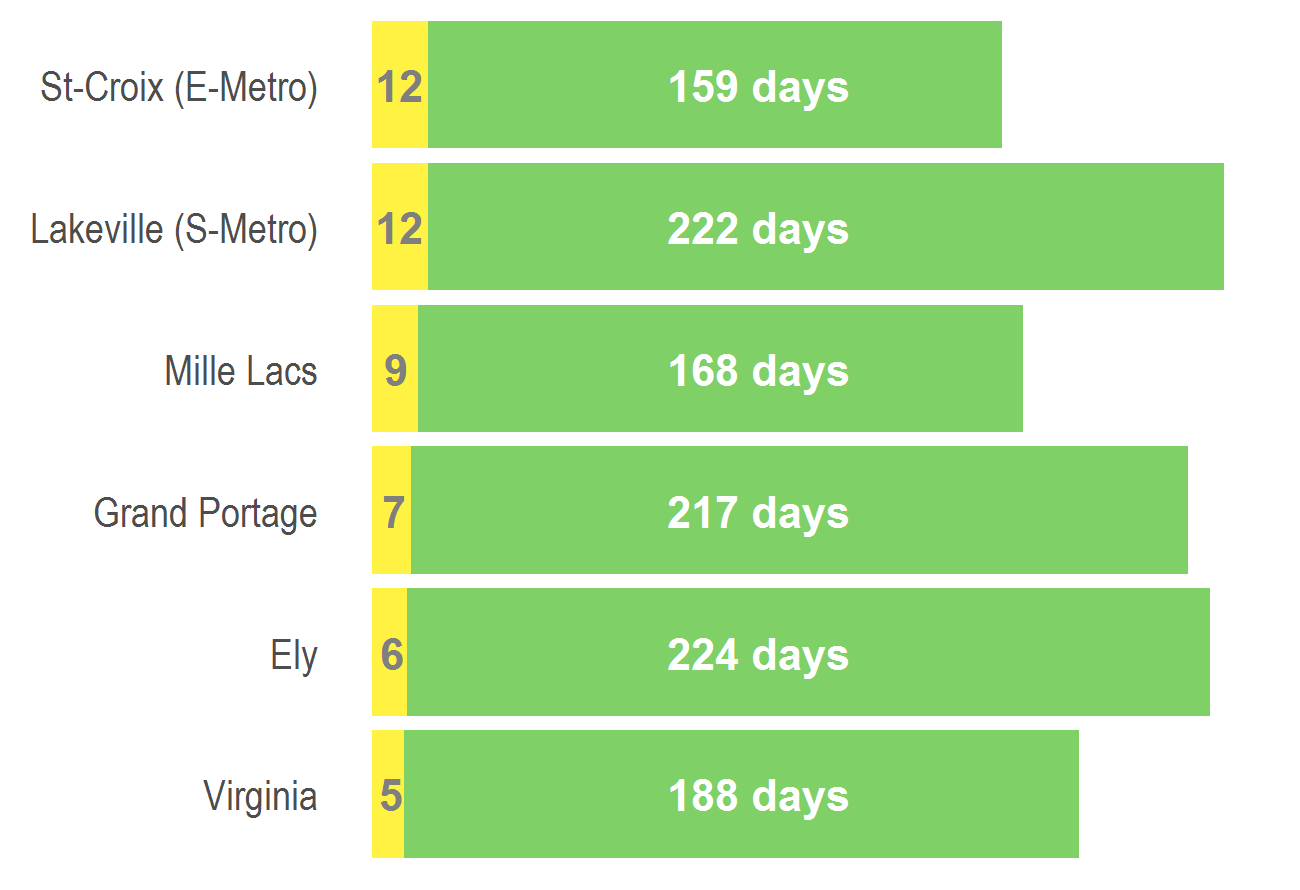 St-Croix (E-Metro) 12 159 days
Lakeville (S-Metro) 12 222 days
Mille Lacs 9 168 days
Grand Portage 7 217 days
Ely 6 224 days
Virginia 5 188 days